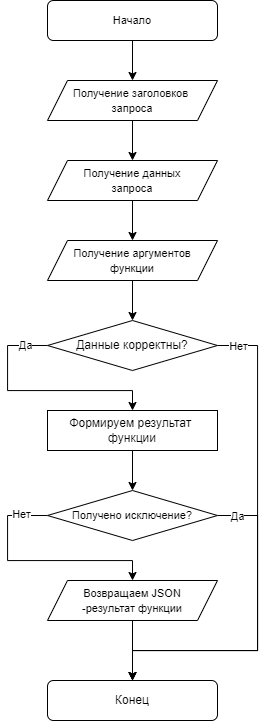 Начало
Получение заголовков
запроса
Получение данных
запроса
Получение аргументов
функции
Данные корректны?
Да
Нет
Формируем результат
функции
Получено исключение?
Нет
Да
Возвращаем JSON
-результат функции
Конец